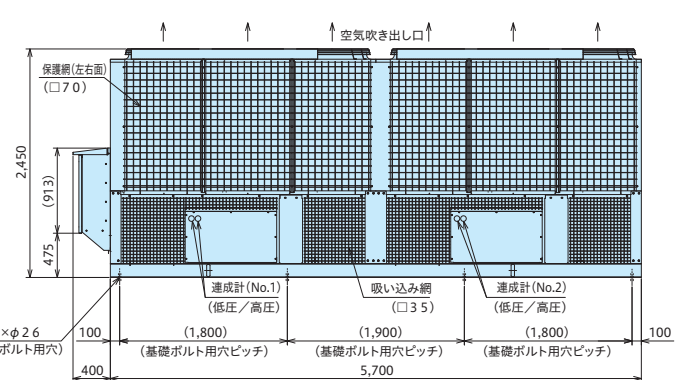 空気吹き出し口
保護網(左右面)
(□70)
2,450
(913)
475
連成計(No.1)
(低圧/高圧)
吸い込み網
(□35)
連成計(No.2)
(低圧/高圧)
×φ26
ボルト用穴)
100
(1,800)
(基礎ボルト用穴ピッチ)
(1,900)
(基礎ボルト用穴ピッチ)
(1,800)
(基礎ボルト用穴ピッチ)
100
400
5,700